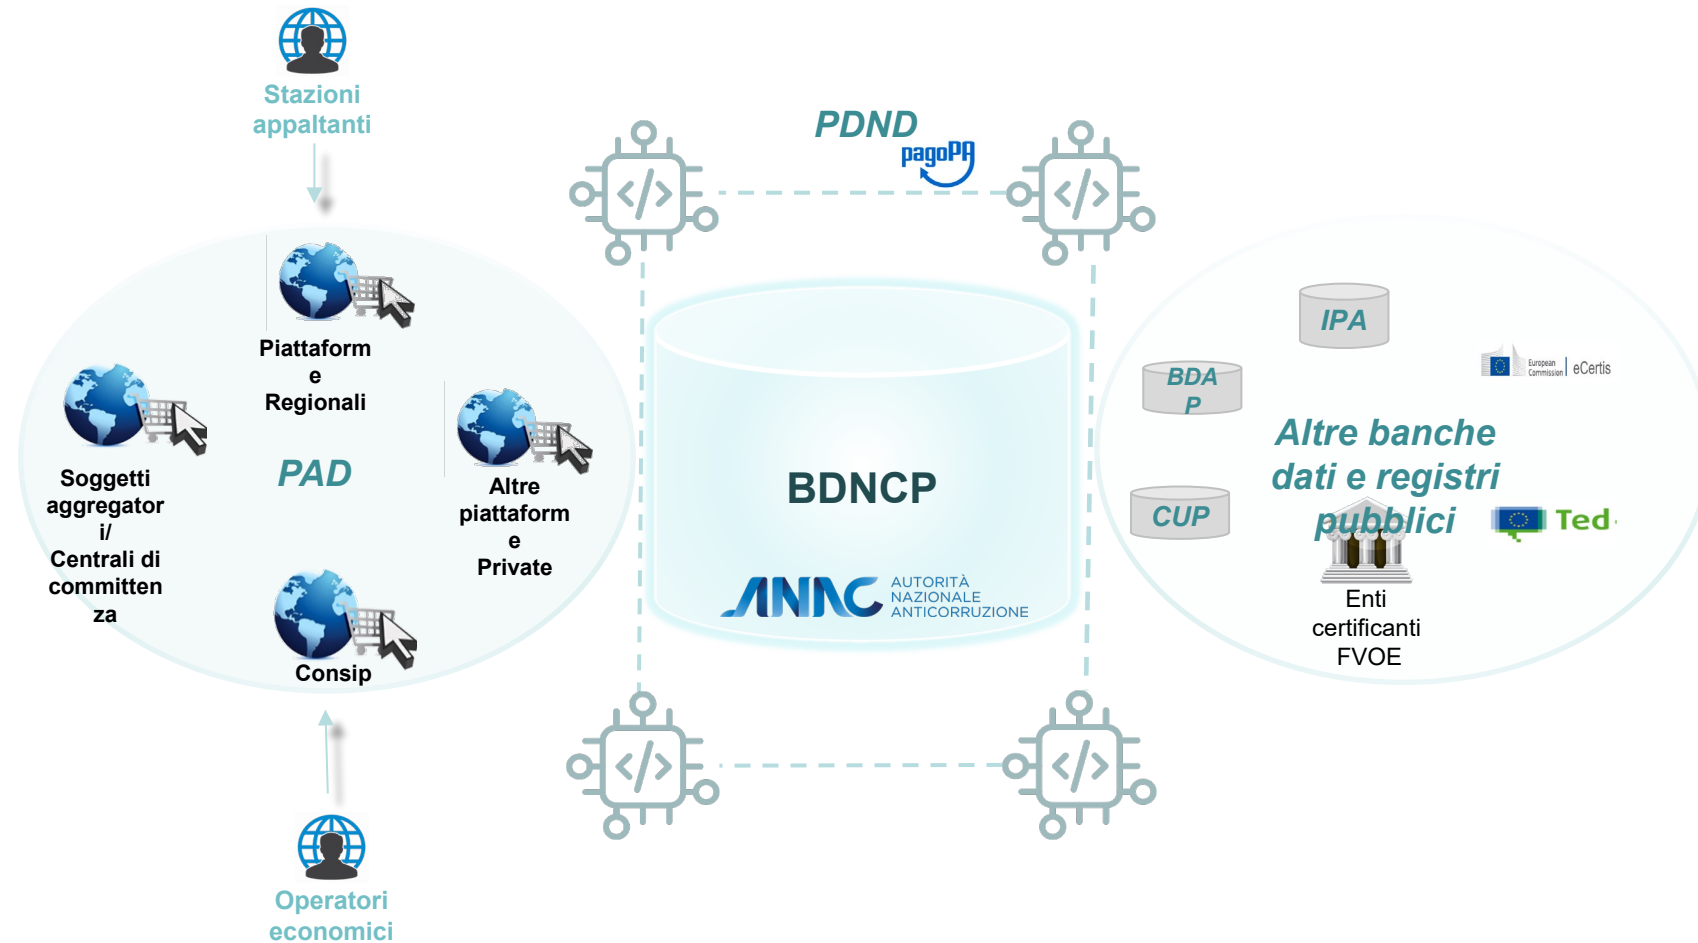 Stazioni
appaltanti
Piattaform
e
Regionali
Soggetti
aggregator
i/
Centrali di
committen
za
PAD
Altre
piattaform
e
Private
Consip
Operatori
economici
PDND
pagoPA
BDNCP
ANAC
AUTORITÀ
NAZIONALE
ANTICORRUZIONE
IPA
BDA
P
CUP
European
Commission
eCertis
Altre banche
dati e registri
pubblici
Ted
Enti
certificanti
FVOE